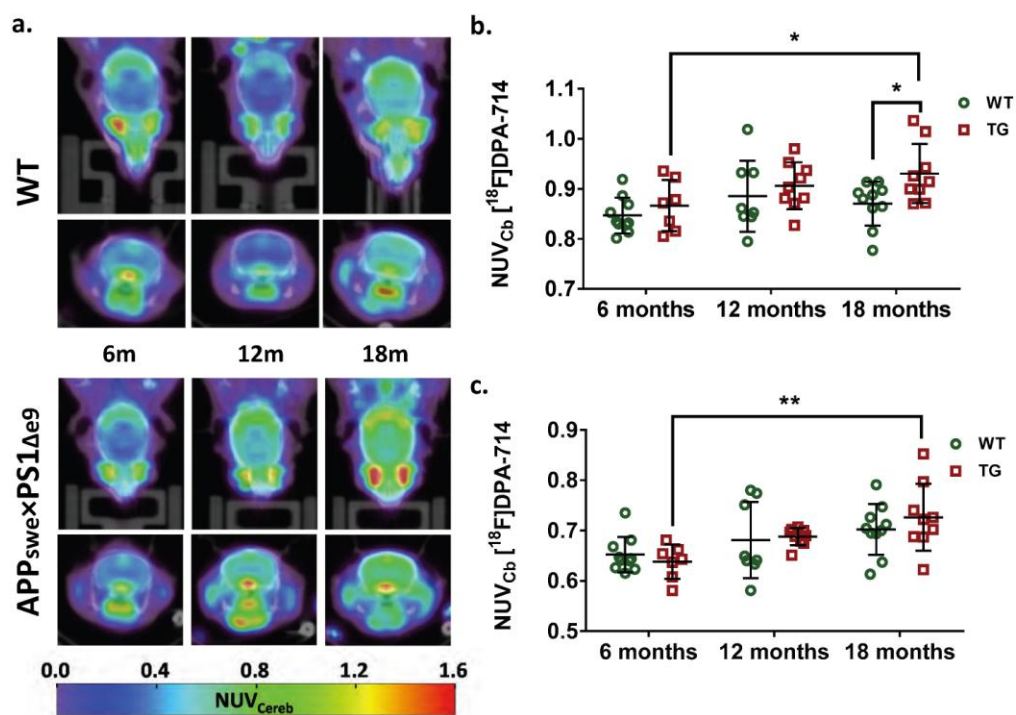 a.
WT
6m 12m 18m
APPswe×PS1Δe9
0.0 0.4 0.8 1.2 1.6
NUVCereb
b.
NUVCb [18F]DPA-714
1.1
1.0
0.9
0.8
0.7
*
*
WT
TG
6 months 12 months 18 months
c.
NUVCb [18F]DPA-714
0.9
0.8
0.7
0.6
0.5
**
WT
TG
6 months 12 months 18 months